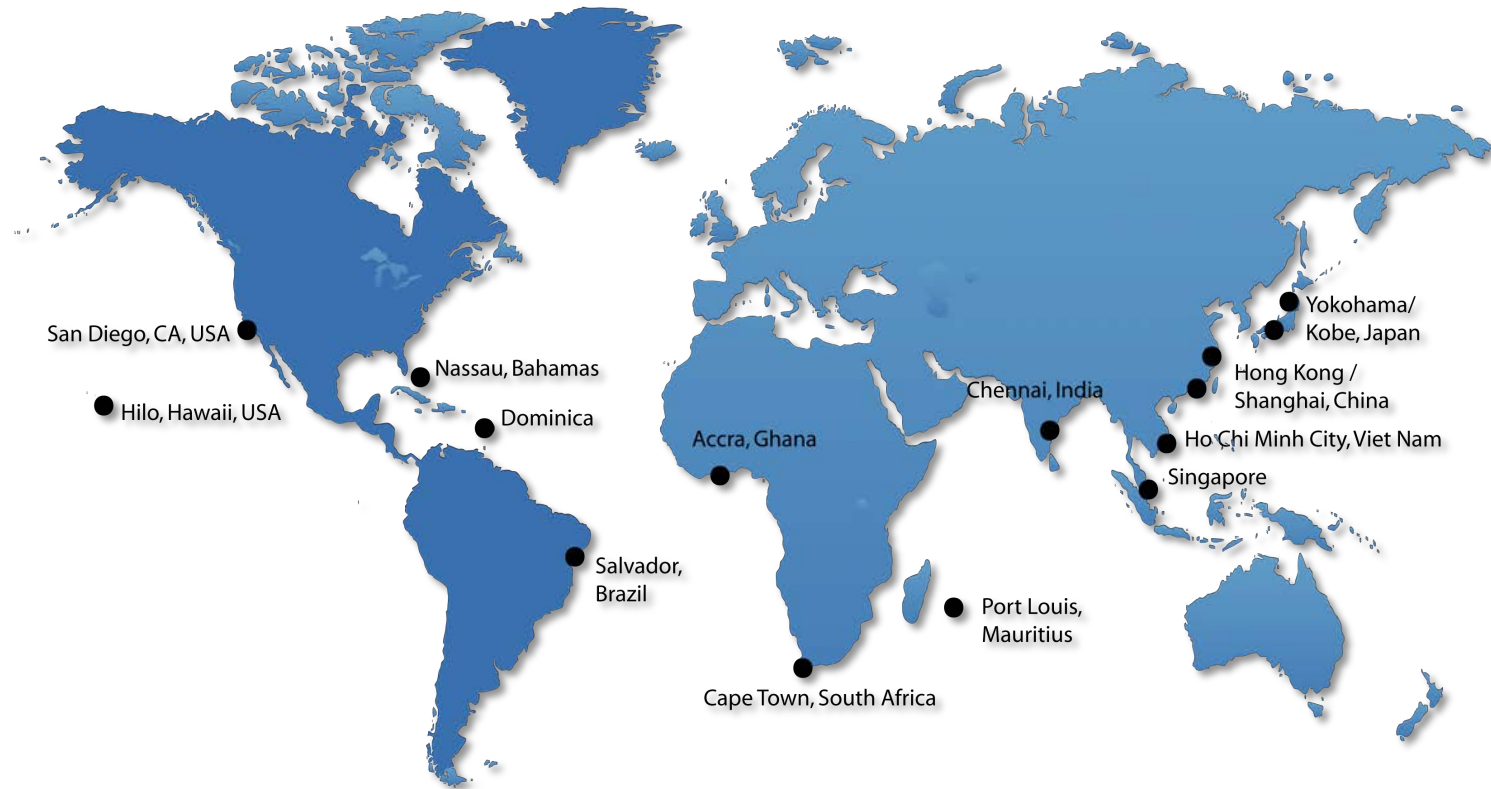 San Diego, CA, USA
Hilo, Hawaii, USA
Nassau, Bahamas
Dominica
Salvador,
Brazil
Accra, Ghana
Cape Town, South Africa
Port Louis,
Mauritius
Chennai, India
Yokohama/
Kobe, Japan
Hong Kong /
Shanghai, China
Ho Chi Minh City, Viet Nam
Singapore